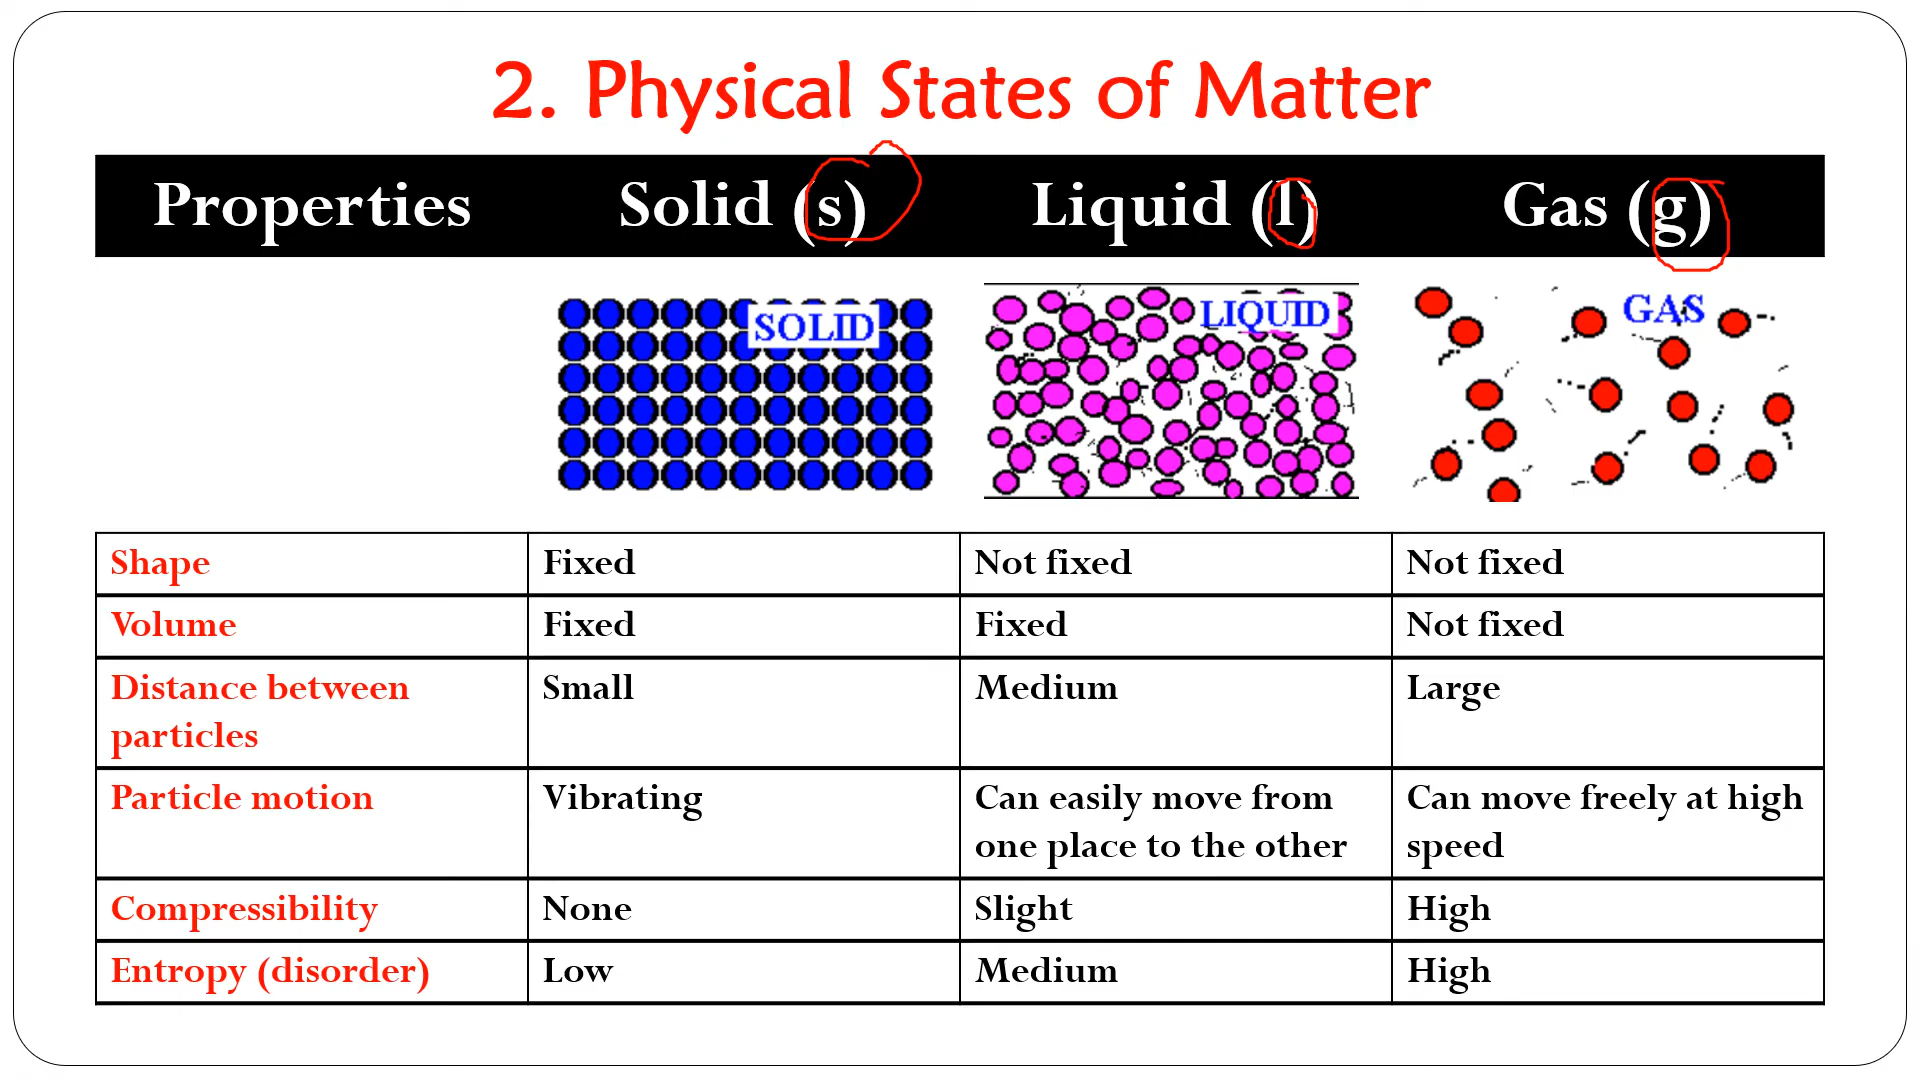 2. Physical States of Matter
Properties Solid (s) Liquid (l) Gas (g)
SOLID LIQUID GAS
Shape Fixed Not fixed Not fixed
Volume Fixed Fixed Not fixed
Distance between Small Medium Large
particles
Particle motion Vibrating Can easily move from Can move freely at high
one place to the other speed
Compressibility None Slight High
Entropy (disorder) Low Medium High